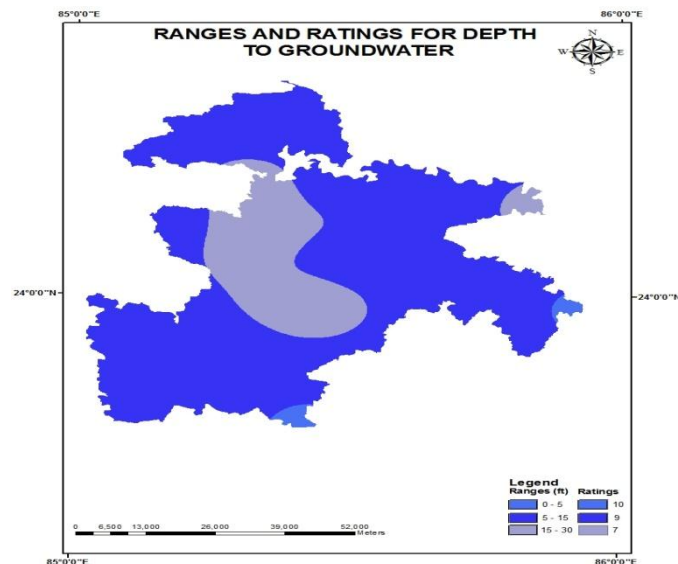 85°0'0"E 86°0'0"E
RANGES AND RATINGS FOR DEPTH
TO GROUNDWATER
N
W E
S
24°0'0"N 24°0'0"N
Legend
Ranges (ft) Ratings
0 - 5 10
5 - 15 9
15 - 30 7
0 6,500 13,000 26,000 39,000 52,000
Meters
85°0'0"E 86°0'0"E